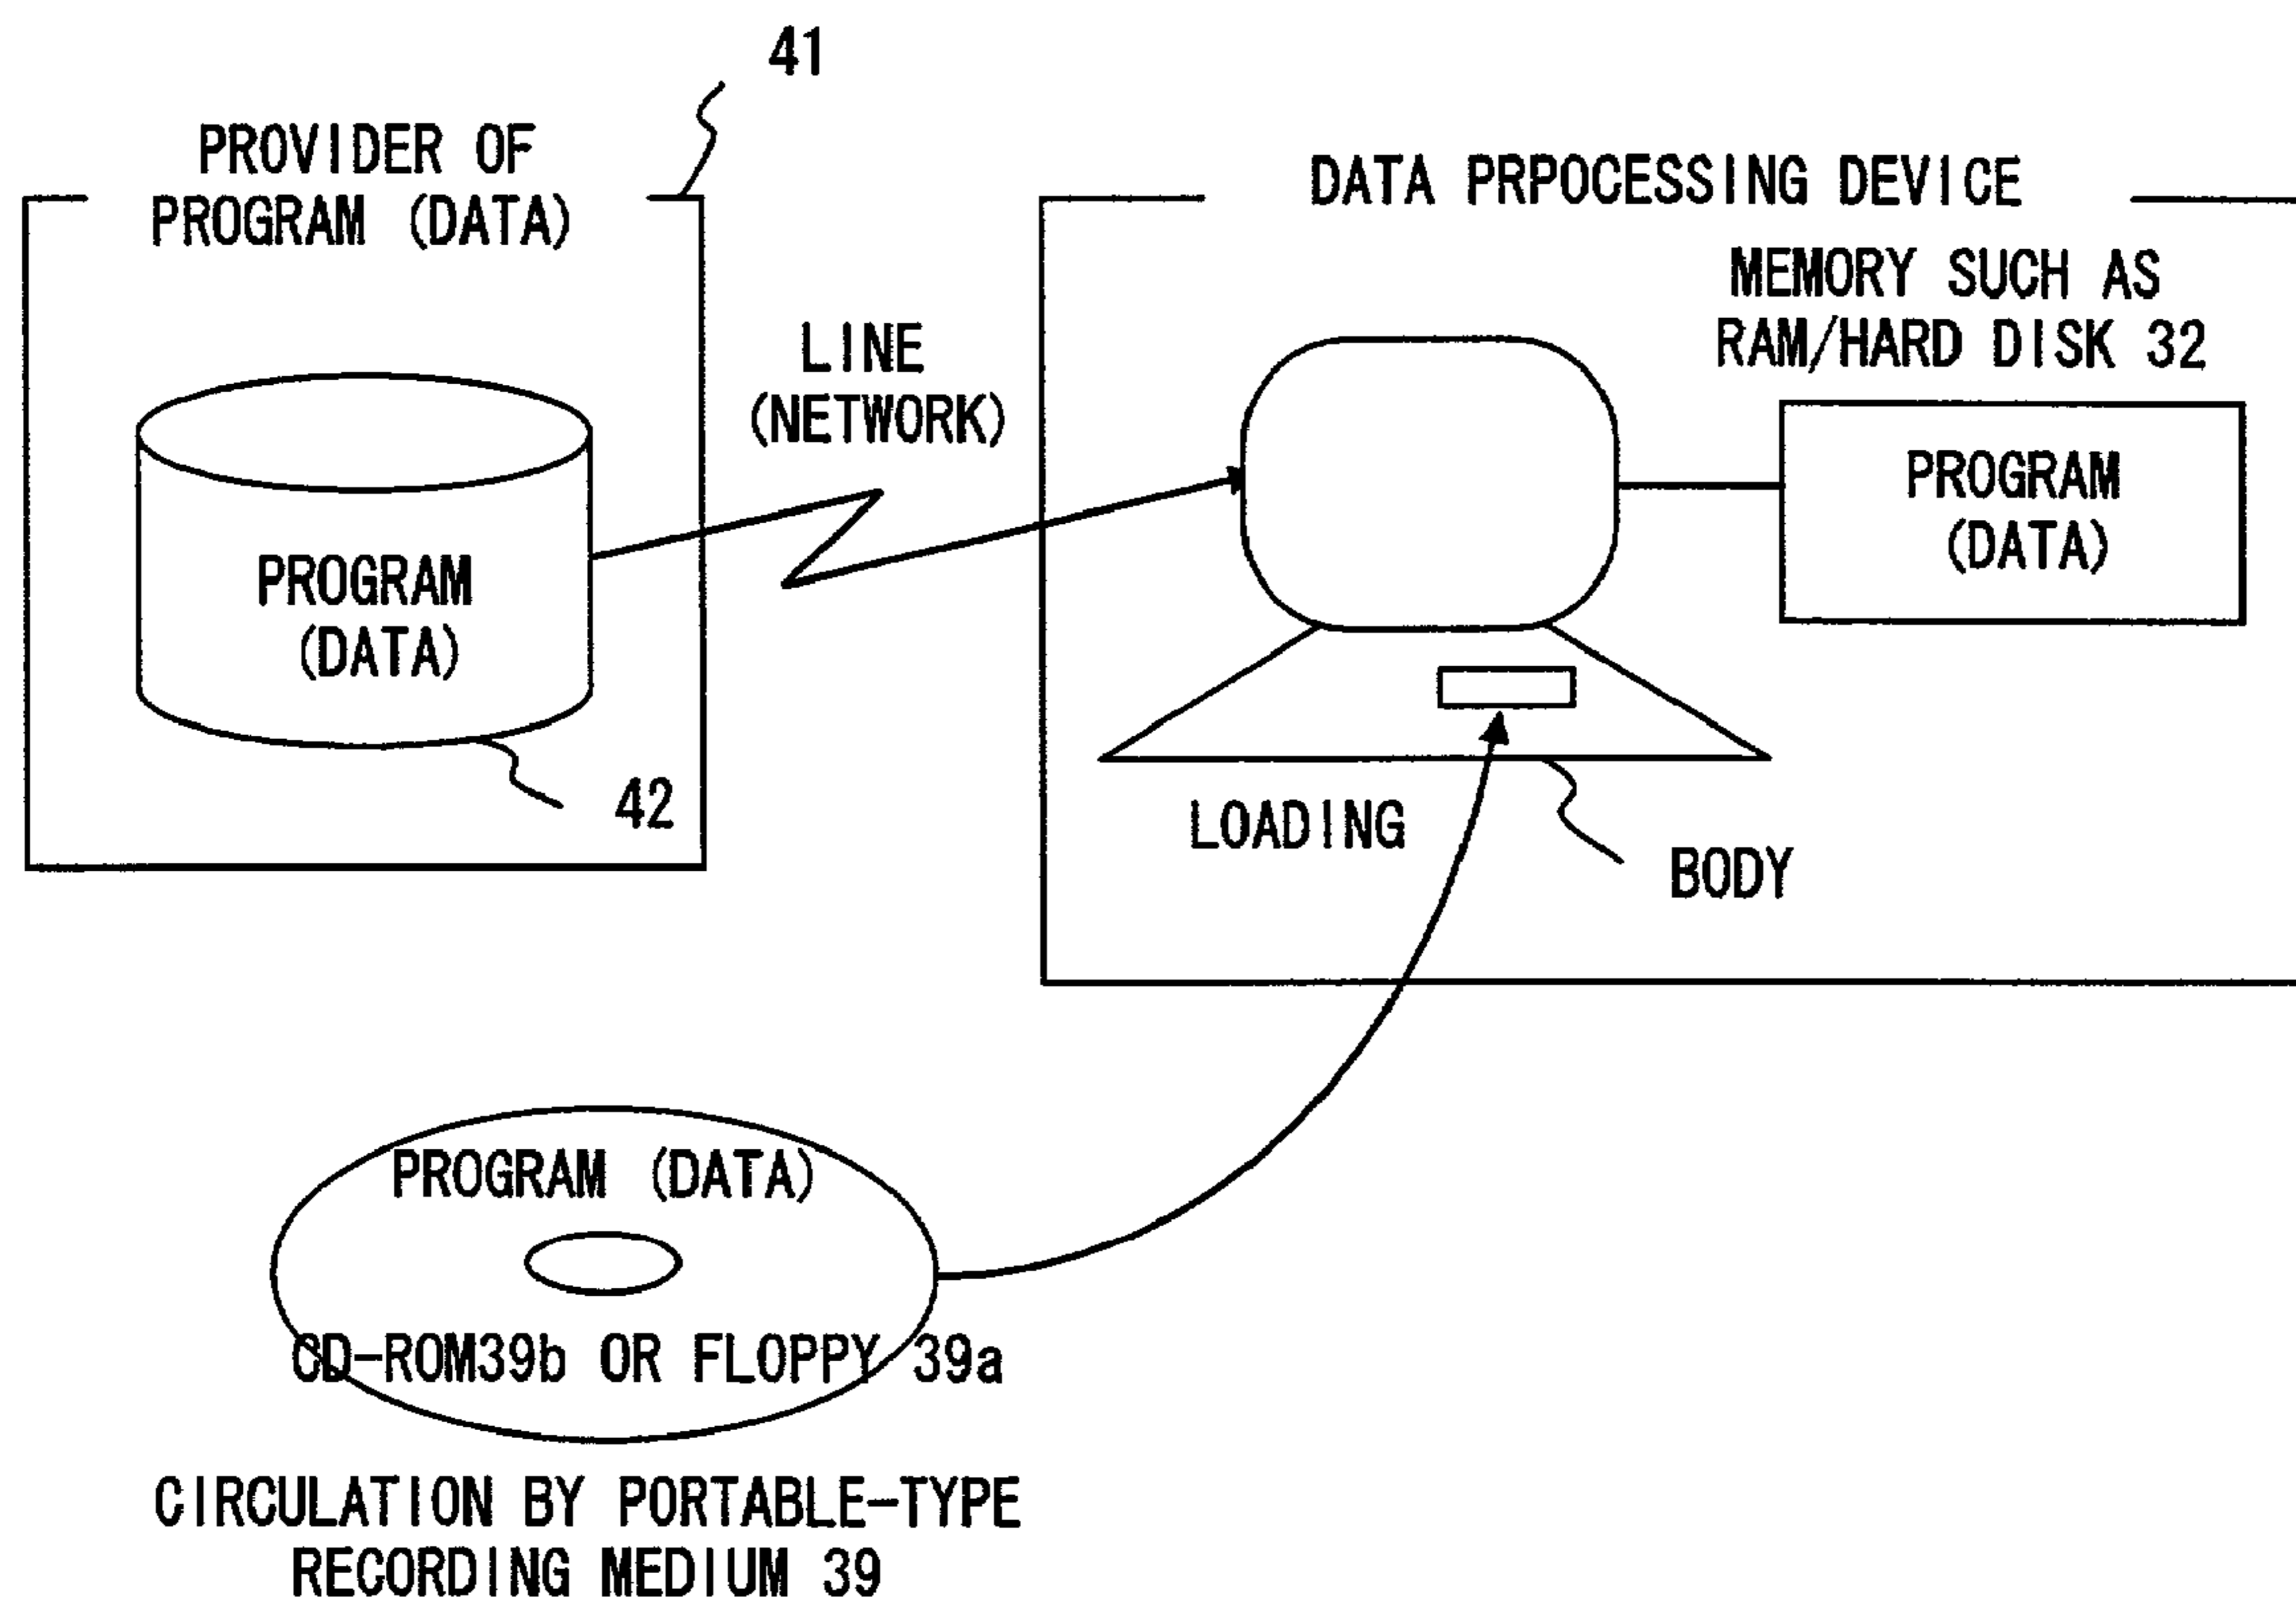 41
PROVIDER OF
PROGRAM (DATA)
DATA PRPOCESSING DEVICE
MEMORY SUCH AS
RAM/HARD DISK 32
LINE
(NETWORK)
PROGRAM
(DATA)
PROGRAM
(DATA)
42
LOADING
BODY
PROGRAM (DATA)
CD-ROM39b OR FLOPPY 39a
CIRCULATION BY PORTABLE-TYPE
RECORDING MEDIUM 39